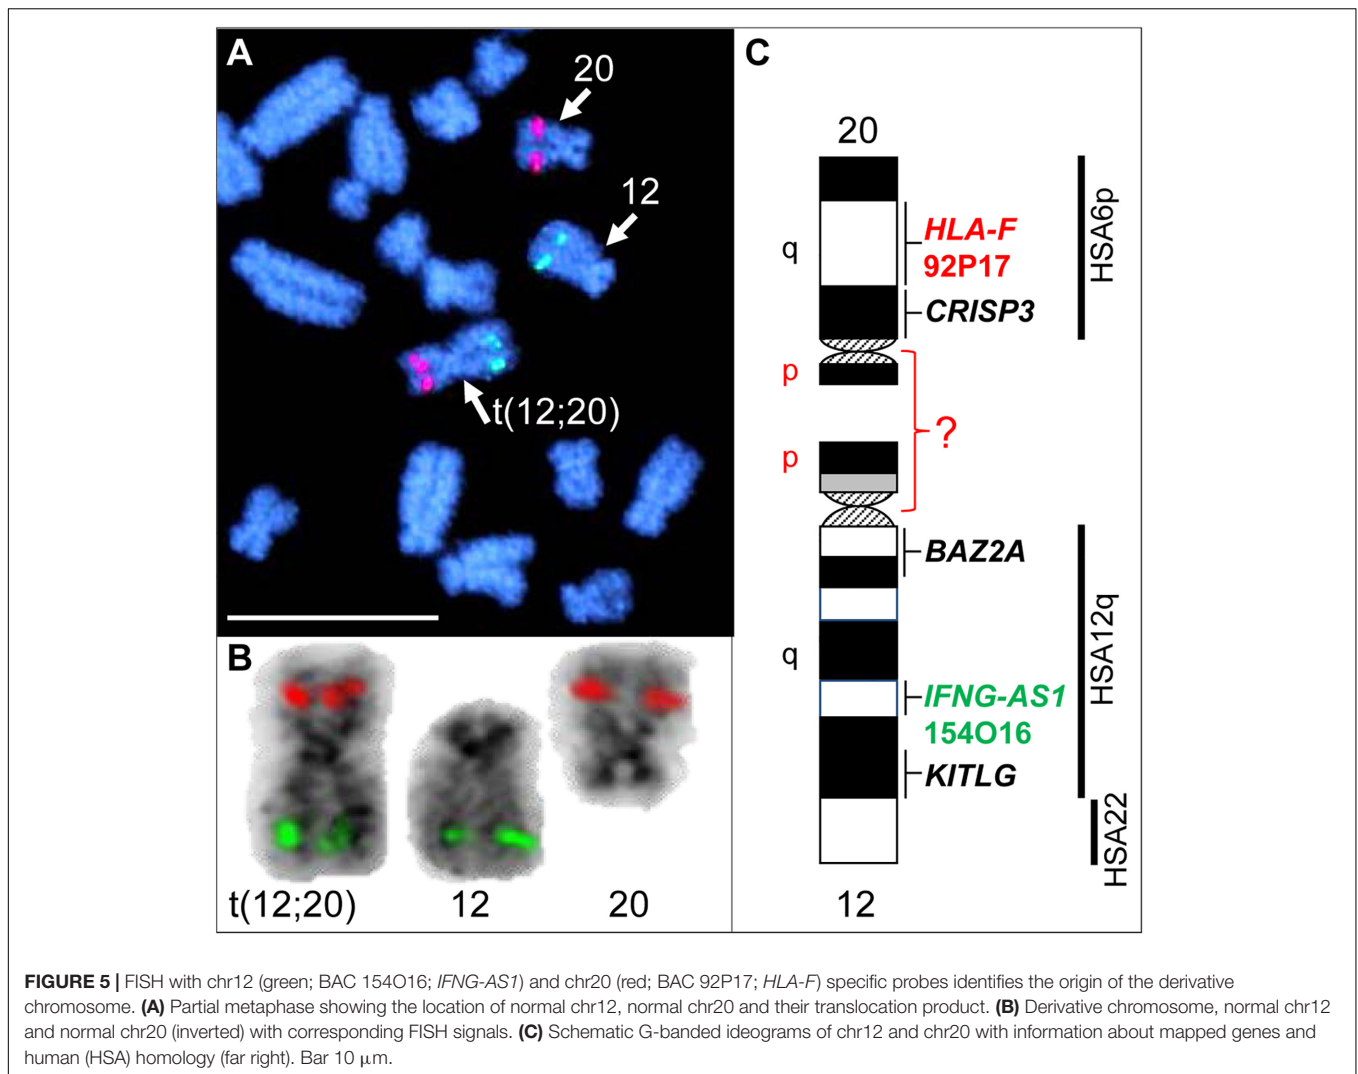 A
20
12
t(12;20)
B
t(12;20)
12
20
C
20
q
HLA-F
92P17
CRISP3
HSA6p
p
?
p
BAZ2A
q
IFNG-AS1
154O16
KITLG
HSA12q
HSA22
12
FIGURE 5 | FISH with chr12 (green; BAC 154O16; IFNG-AS1) and chr20 (red; BAC 92P17; HLA-F) specific probes identifies the origin of the derivative
chromosome. (A) Partial metaphase showing the location of normal chr12, normal chr20 and their translocation product. (B) Derivative chromosome, normal chr12
and normal chr20 (inverted) with corresponding FISH signals. (C) Schematic G-banded ideograms of chr12 and chr20 with information about mapped genes and
human (HSA) homology (far right). Bar 10 μm.